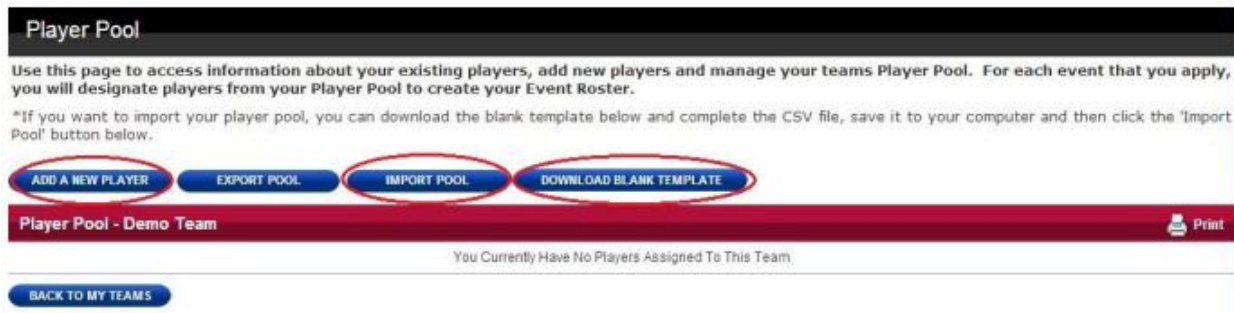 Player Pool
Use this page to access information about your existing players, add new players and manage your teams Player Pool. For each event that you apply,
you will designate players from your Player Pool to create your Event Roster.
*If you want to import your player pool, you can download the blank template below and complete the CSV file, save it to your computer and then click the 'Import
Pool' button below.
ADD A NEW PLAYER EXPORT POOL IMPORT POOL DOWNLOAD BLANK TEMPLATE
Player Pool - Demo Team Print
You Currently Have No Players Assigned To This Team
BACK TO MY TEAMS